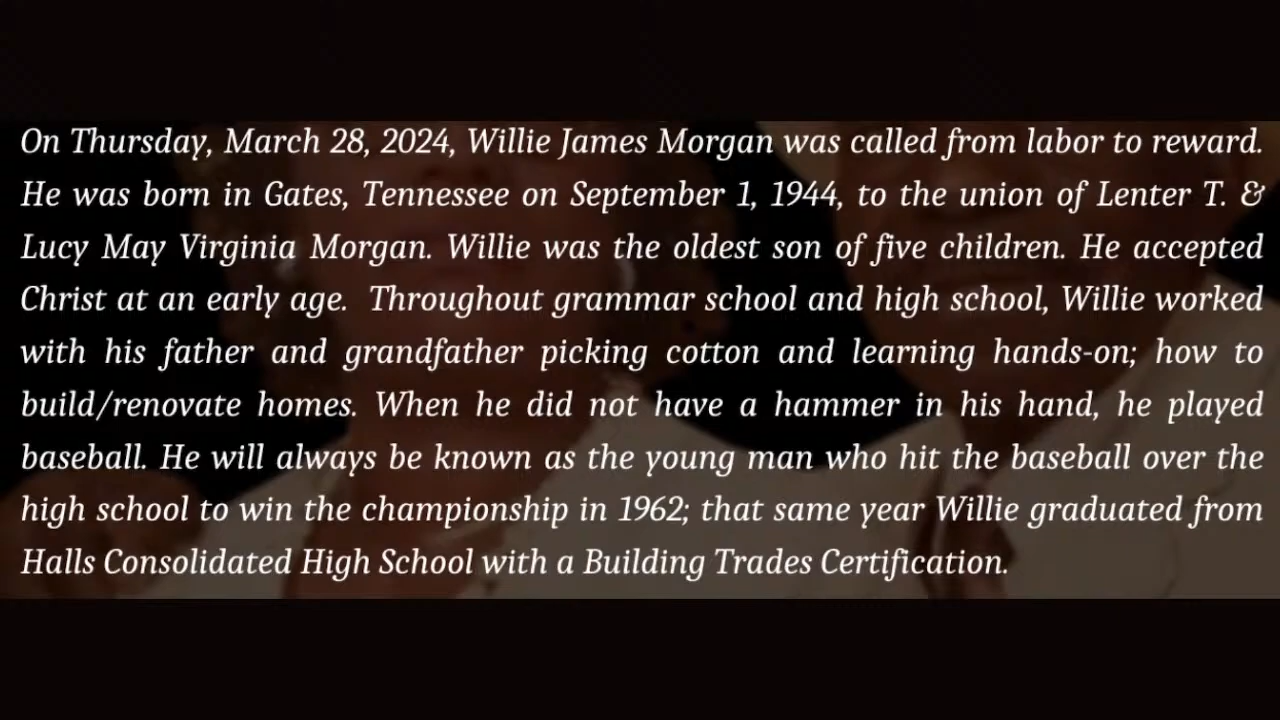 On Thursday, March 28, 2024, Willie James Morgan was called from labor to reward.
He was born in Gates, Tennessee on September 1, 1944, to the union of Lenter T. &
Lucy May Virginia Morgan. Willie was the oldest son of five children. He accepted
Christ at an early age.  Throughout grammar school and high school, Willie worked
with his father and grandfather picking cotton and learning hands-on; how to
build/renovate homes. When he did not have a hammer in his hand, he played
baseball. He will always be known as the young man who hit the baseball over the
high school to win the championship in 1962; that same year Willie graduated from
Halls Consolidated High School with a Building Trades Certification.